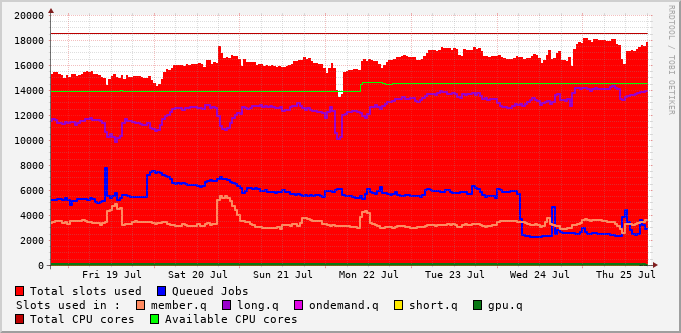 20000
18000
16000
14000
12000
10000
8000
6000
4000
2000
0
Fri 19 Jul Sat 20 Jul Sun 21 Jul Mon 22 Jul Tue 23 Jul Wed 24 Jul Thu 25 Jul
RRDTOOL / TOBI OETIKER
Total slots used Queued Jobs
Slots used in : member.q long.q ondemand.q short.q gpu.q
Total CPU cores Available CPU cores